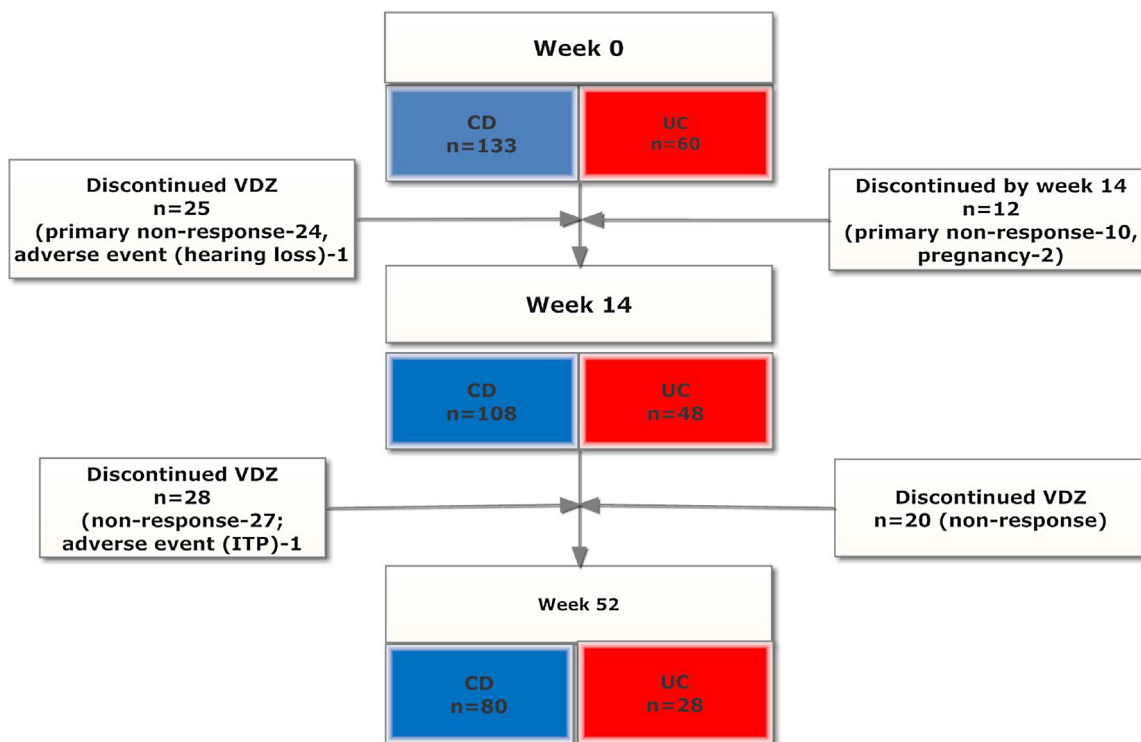 Week 0
CD
n=133
UC
n=60
Discontinued VDZ
n=25
(primary non-response-24,
adverse event (hearing loss)-1
Discontinued by week 14
n=12
(primary non-response-10,
pregnancy-2)
Week 14
CD
n=108
UC
n=48
Discontinued VDZ
n=28
(non-response-27;
adverse event (ITP)-1
Discontinued VDZ
n=20 (non-response)
Week 52
CD
n=80
UC
n=28